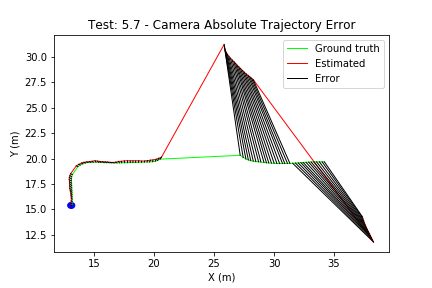 Test: 5.7 - Camera Absolute Trajectory Error
Ground truth
Estimated
Error
30.0
27.5
25.0
22.5
20.0
17.5
15.0
12.5
Y (m)
15 20 25 30 35
X (m)